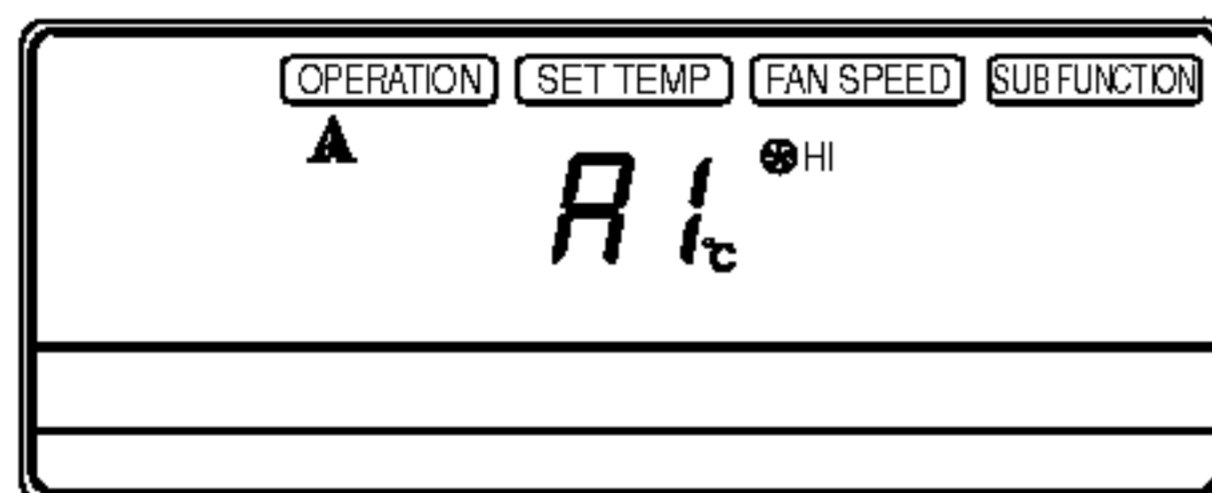 OPERATION SET TEMP FAN SPEED SUB FUNCTION
A1°C HI